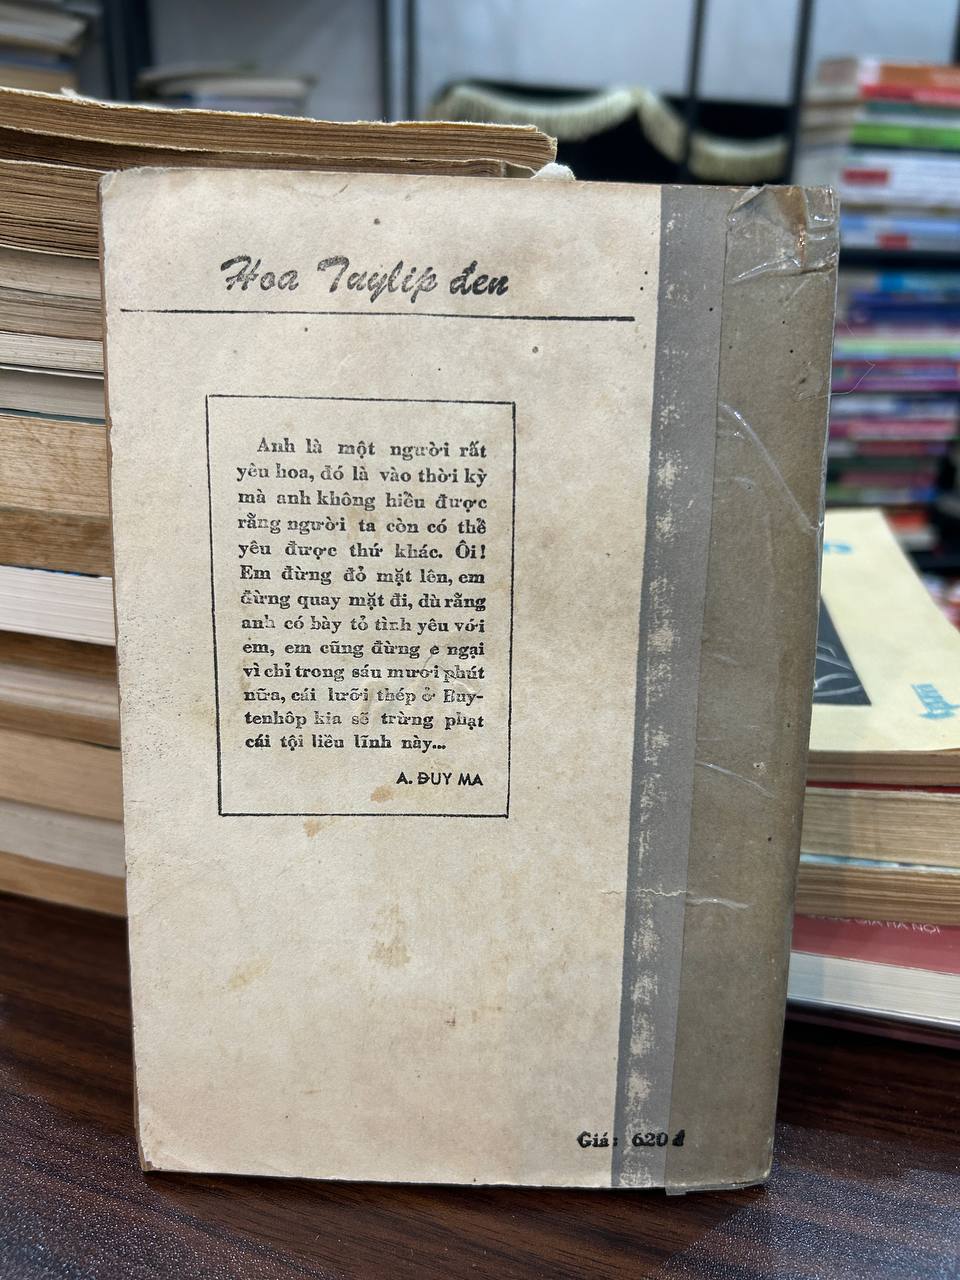 Hoa Tuylip đen
Anh là một người rất
yêu hoa, đó là vào thời kỳ
mà anh không hiểu được
rằng người ta còn có thể
yêu được thứ khác. Ôi!
Em đừng đỏ mặt lên, em
đừng quay mặt đi, dù rằng
anh có bày tỏ tình yêu với
em, em cũng đừng e ngại
vì chỉ trong sáu mươi phút
nữa, cái lưỡi thép ở Buy-
tenhôp kia sẽ trừng phạt
cái tội liều lĩnh này...
A. ĐUY MA
Giá: 620đ